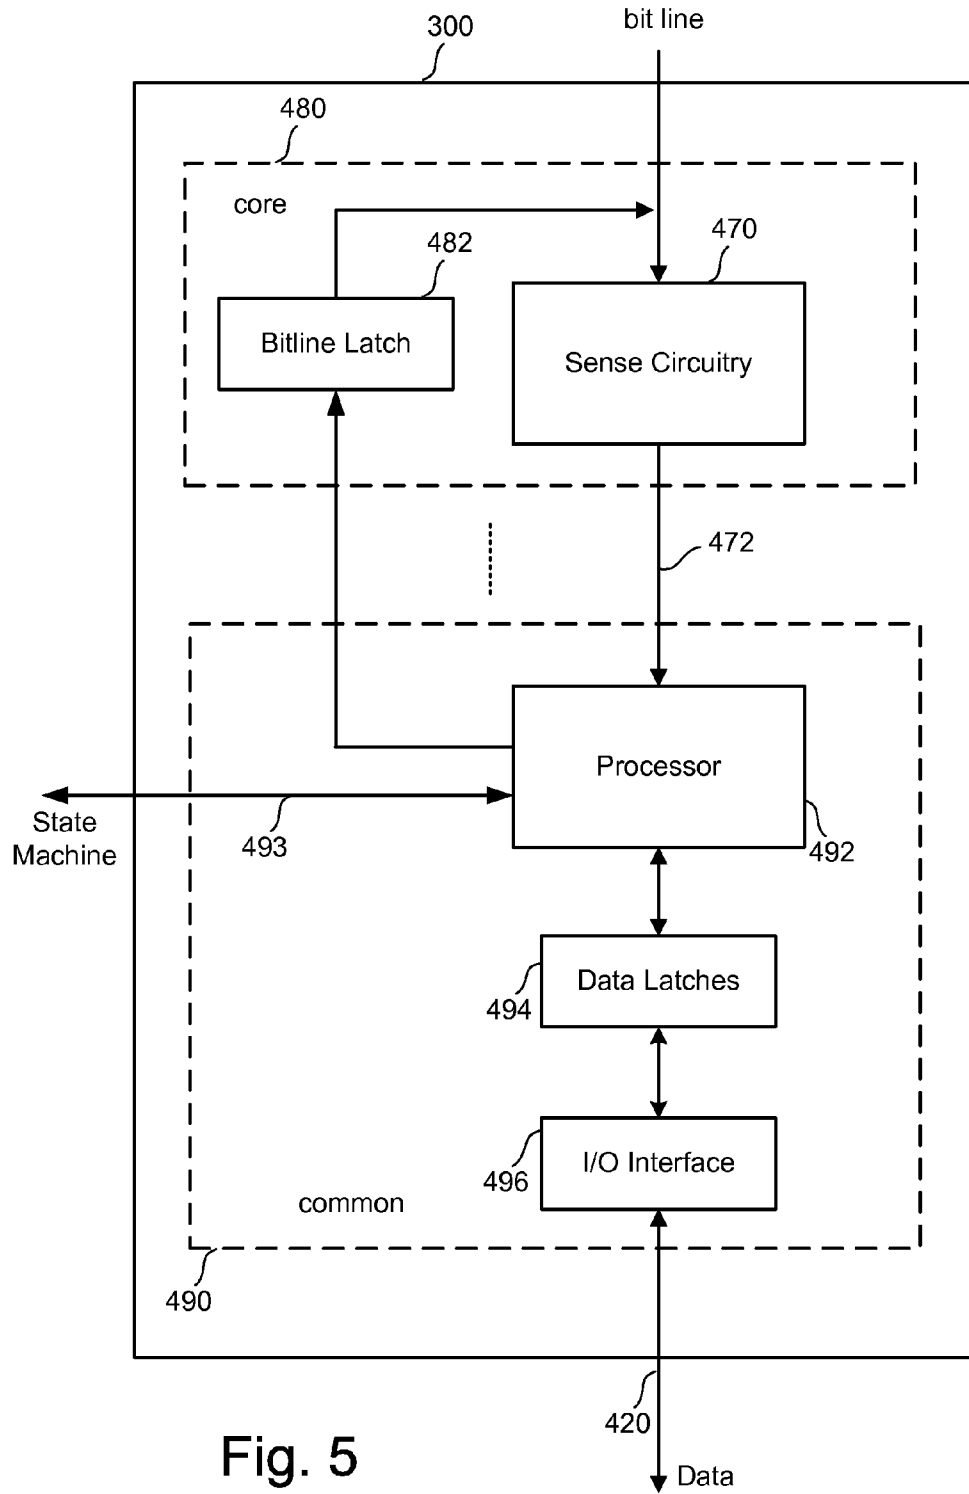 300
bit line
480
core
482
470
Bitline Latch
Sense Circuitry
472
Processor
State
Machine
493
492
494
Data Latches
496
I/O Interface
common
490
420
Fig. 5
Data